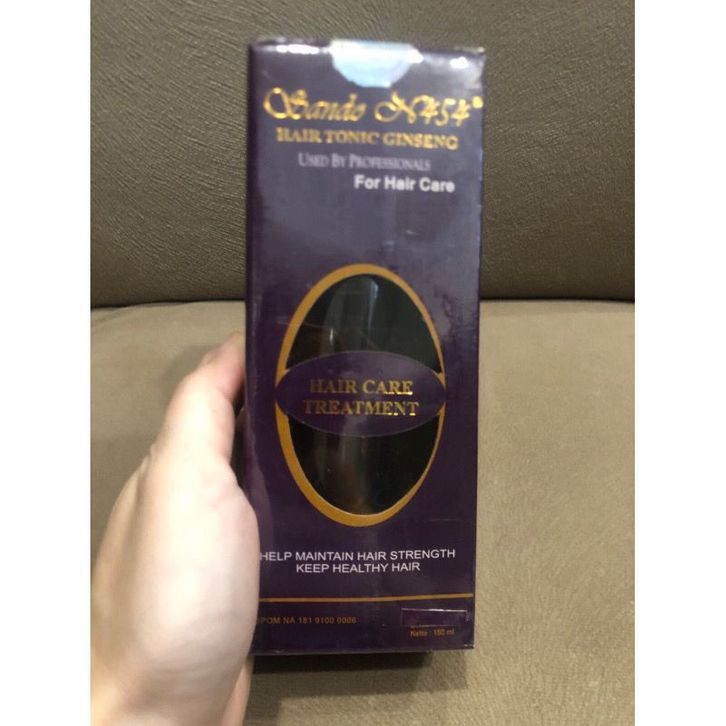 Sando N454®
HAIR TONIC GINSENG
USED BY PROFESSIONALS
For Hair Care
HAIR CARE
TREATMENT
HELP MAINTAIN HAIR STRENGTH
KEEP HEALTHY HAIR
POM NA 181 9100 0006
Netto : 150 ml